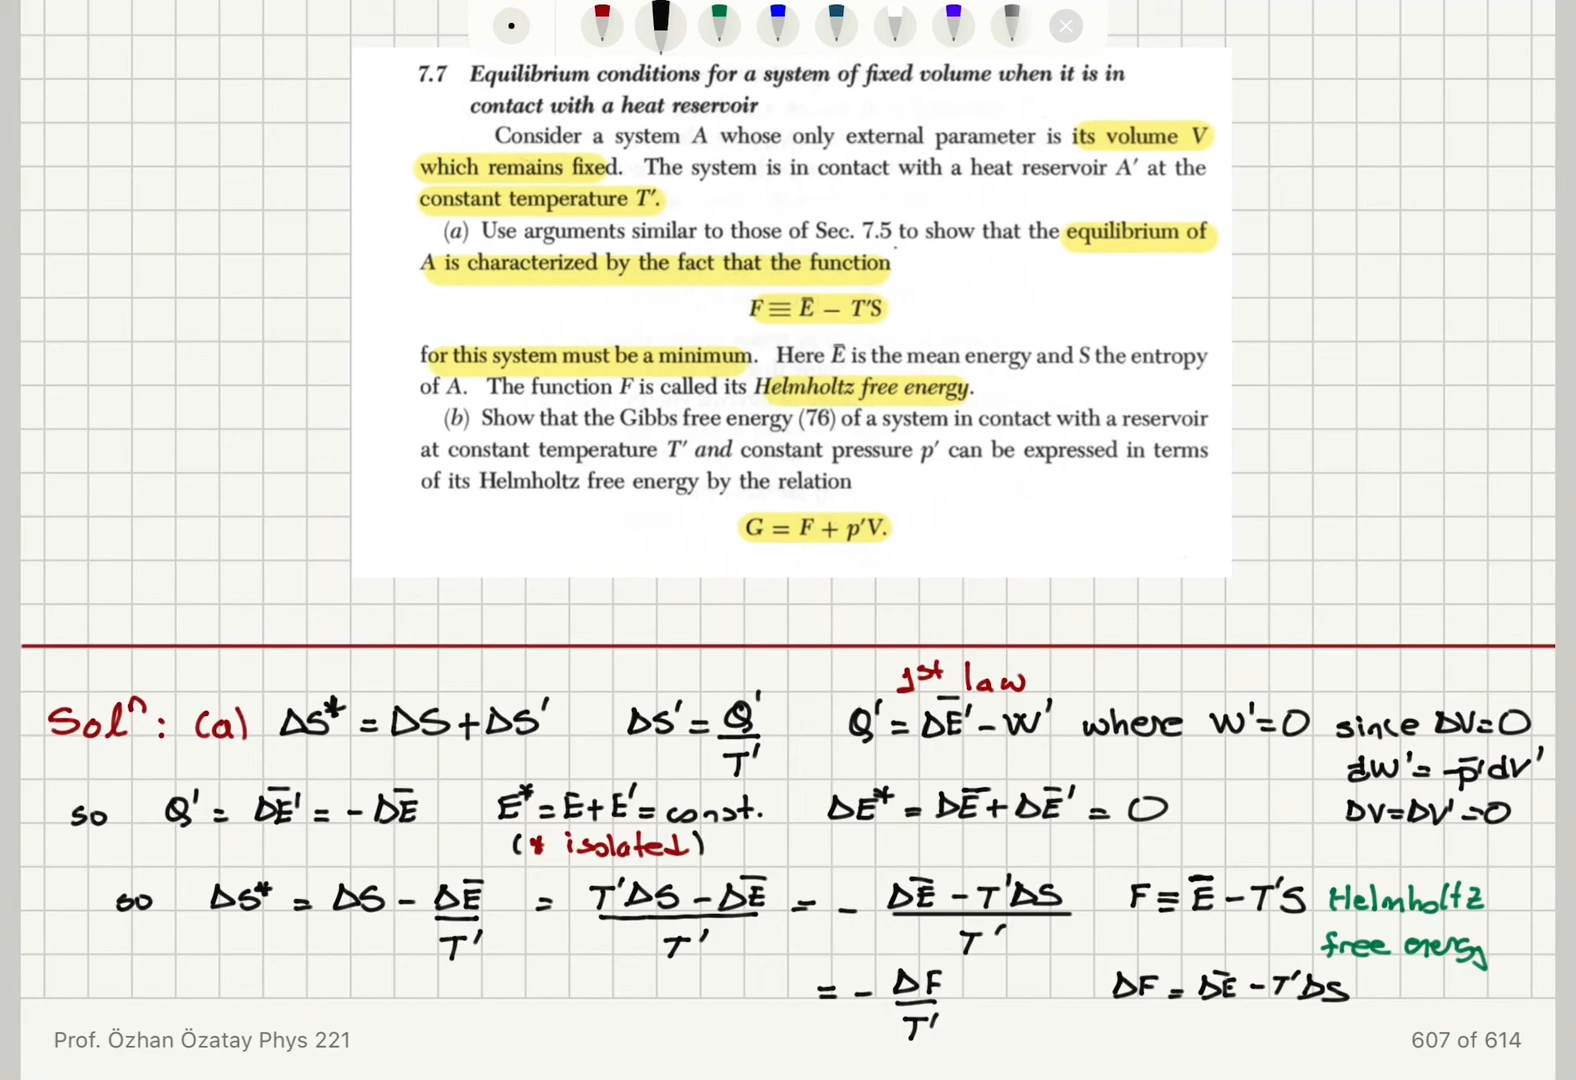 7.7 Equilibrium conditions for a system of fixed volume when it is in
contact with a heat reservoir
Consider a system A whose only external parameter is its volume V
which remains fixed. The system is in contact with a heat reservoir A′ at the
constant temperature T′.
(a) Use arguments similar to those of Sec. 7.5 to show that the equilibrium of
A is characterized by the fact that the function
F ≡ Ē − T′S
for this system must be a minimum. Here Ē is the mean energy and S the entropy
of A. The function F is called its Helmholtz free energy.
(b) Show that the Gibbs free energy (76) of a system in contact with a reservoir
at constant temperature T′ and constant pressure p′ can be expressed in terms
of its Helmholtz free energy by the relation
G = F + p′V.
1st law
Solⁿ: (a) ΔS* = ΔS + ΔS′ ΔS′ = Q′/T′ Q′ = ΔĒ′ − W′ where W′ = 0 since ΔV = 0
đW′ = −p̄′dV′
so Q′ = ΔĒ′ = −ΔĒ E* = E + E′ = const. ΔE* = ΔĒ + ΔĒ′ = 0 ΔV = ΔV′ = 0
(* isolated)
so ΔS* = ΔS − ΔĒ/T′ = (T′ΔS − ΔĒ)/T′ = − (ΔĒ − T′ΔS)/T′ F ≡ Ē − T′S Helmholtz
free energy
= − ΔF/T′ ΔF = ΔĒ − T′ΔS
Prof. Özhan Özatay Phys 221
607 of 614